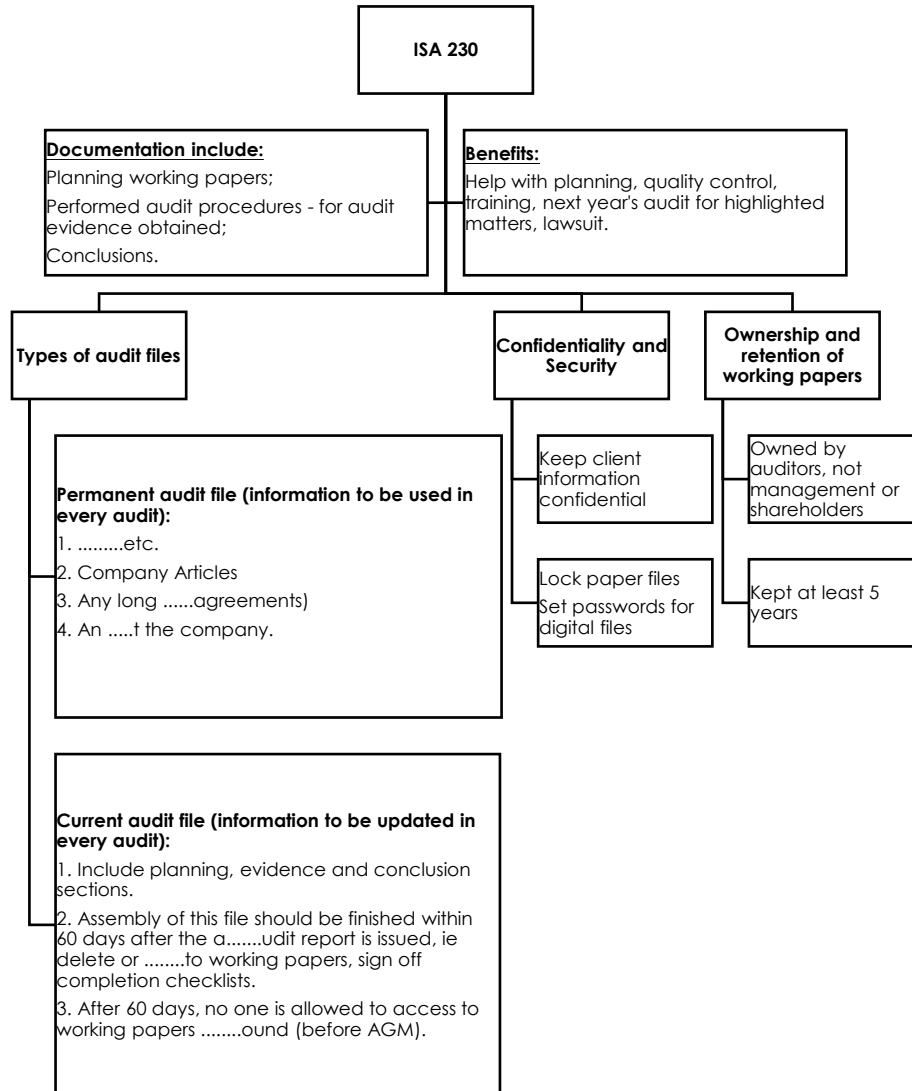 ISA 230
Documentation include:
Planning working papers;
Performed audit procedures - for audit
evidence obtained;
Conclusions.
Benefits:
Help with planning, quality control,
training, next year's audit for highlighted
matters, lawsuit.
Types of audit files
Permanent audit file (information to be used in
every audit):
1. .........etc.
2. Company Articles
3. Any long ......agreements)
4. An .....t the company.
Current audit file (information to be updated in
every audit):
1. Include planning, evidence and conclusion
sections.
2. Assembly of this file should be finished within
60 days after the a.......udit report is issued, ie
delete or ........to working papers, sign off
completion checklists.
3. After 60 days, no one is allowed to access to
working papers ........ound (before AGM).
Confidentiality and
Security
Keep client
information
confidential
Lock paper files
Set passwords for
digital files
Ownership and
retention of
working papers
Owned by
auditors, not
management or
shareholders
Kept at least 5
years